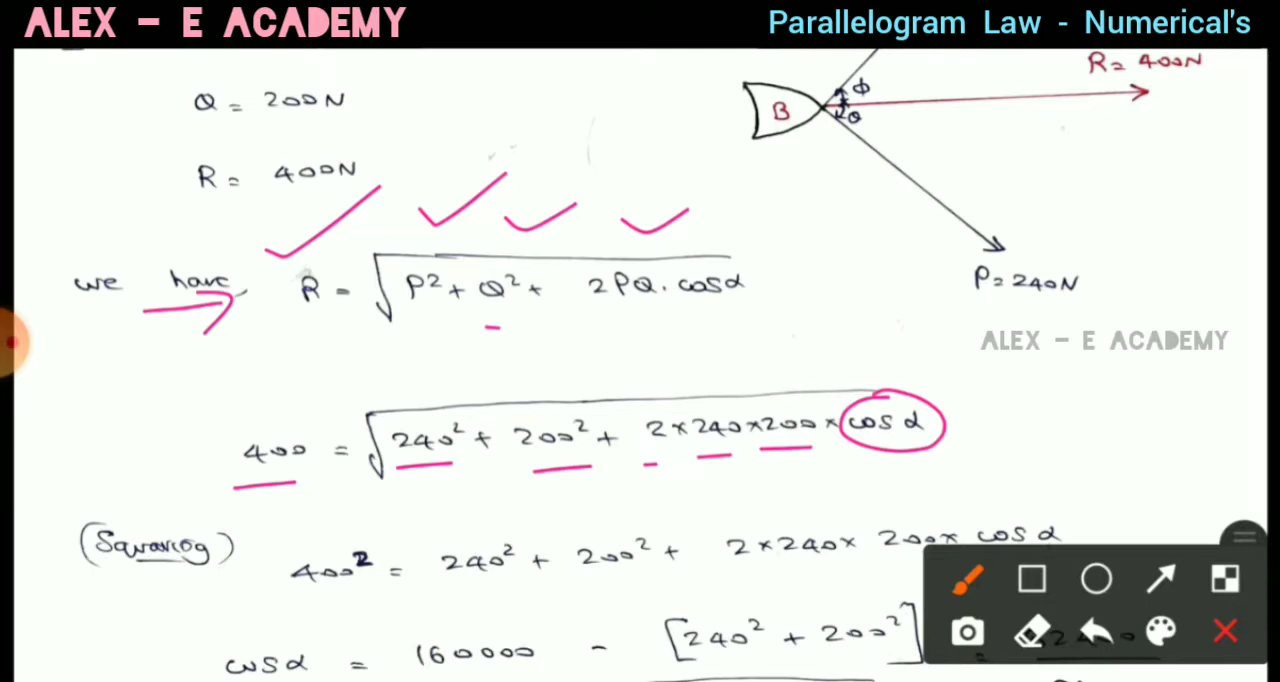 ALEX - E ACADEMY
Parallelogram Law - Numerical's
R = 400N
Q = 200N
ϕ
B
θ
R = 400N
P = 240N
we have, R = √P² + Q² + 2PQ. cosα
ALEX - E ACADEMY
400 = √240² + 200² + 2×240×200× cos α
(Squaring) 400² = 240² + 200² + 2×240× 200× cosα
cosα = 160000 - [240² + 200²] =